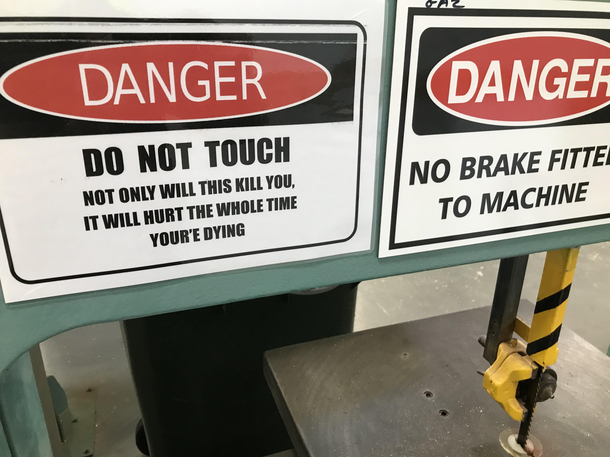 DANGER
DO NOT TOUCH
NOT ONLY WILL THIS KILL YOU,
IT WILL HURT THE WHOLE TIME
YOUR'E DYING
DANGER
NO BRAKE FITTE
TO MACHINE